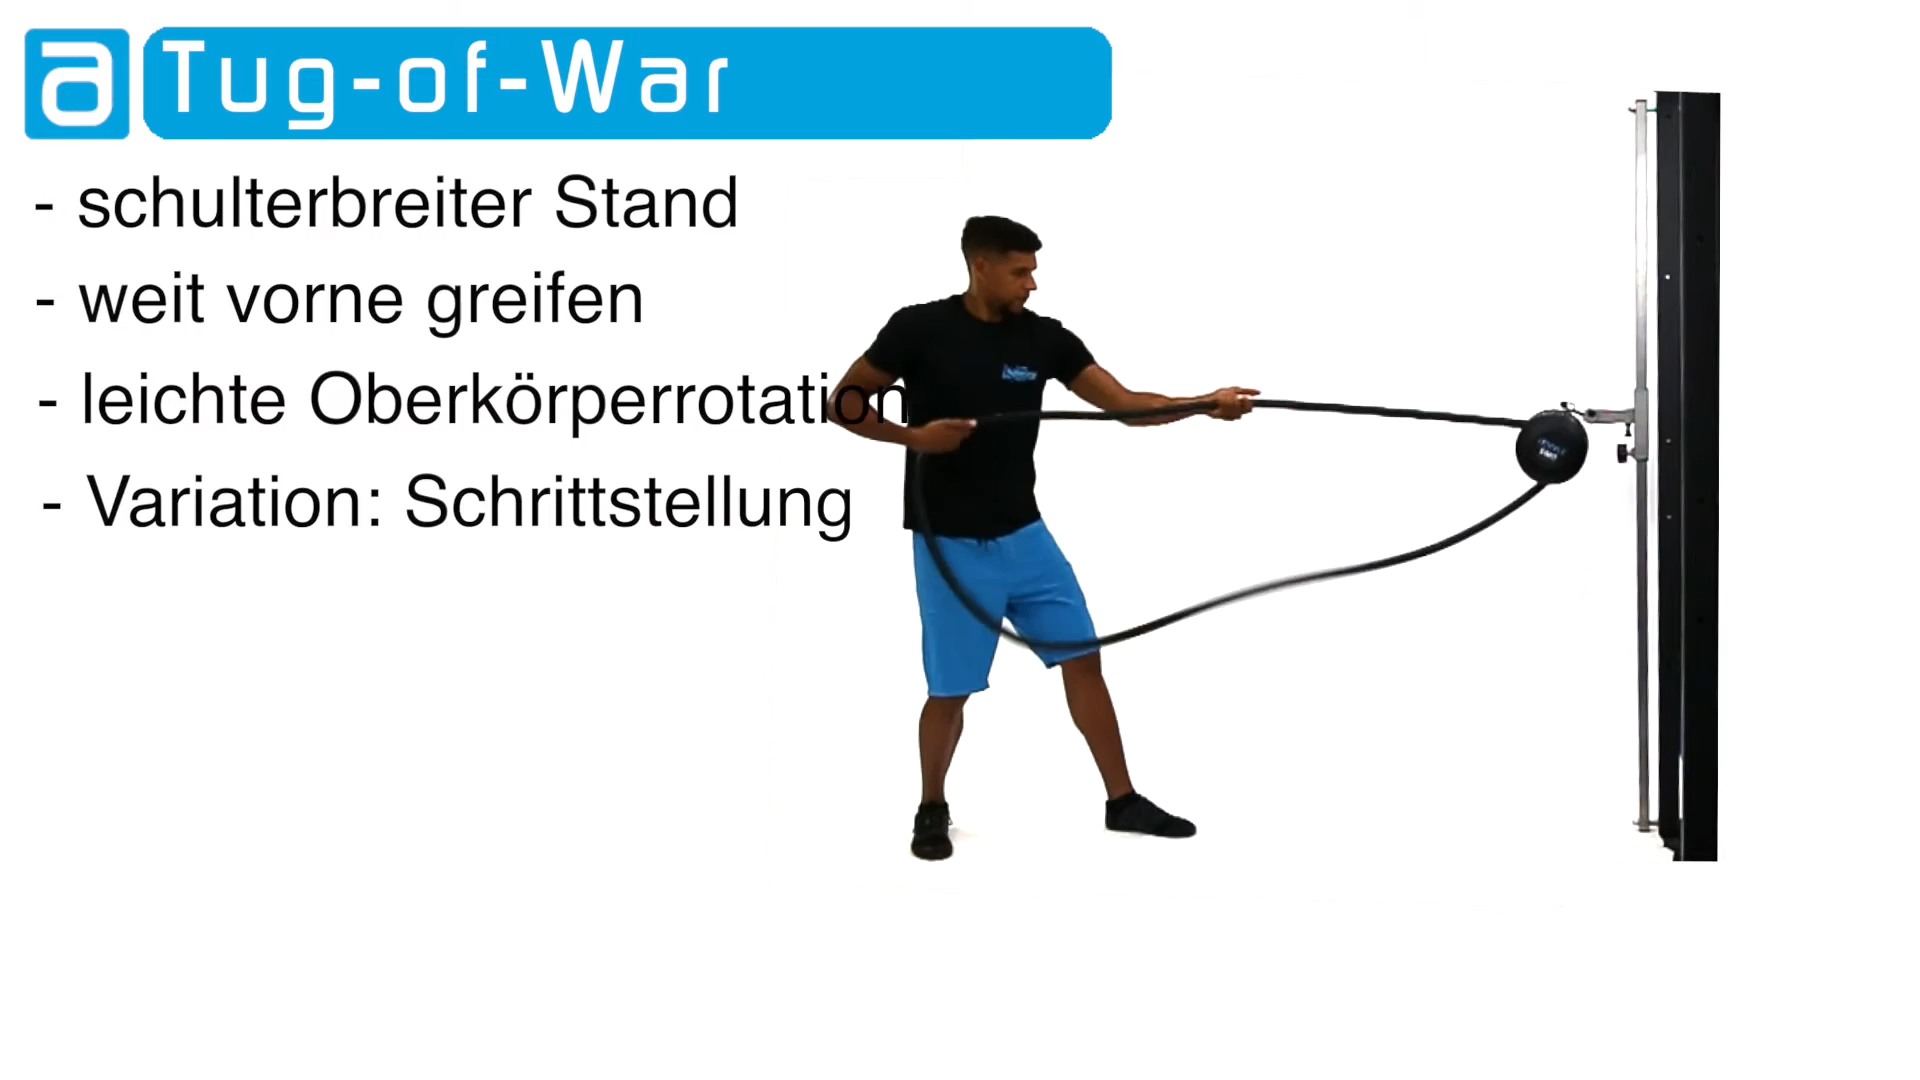 a Tug-of-War
- schulterbreiter Stand
- weit vorne greifen
- leichte Oberkörperrotation
- Variation: Schrittstellung